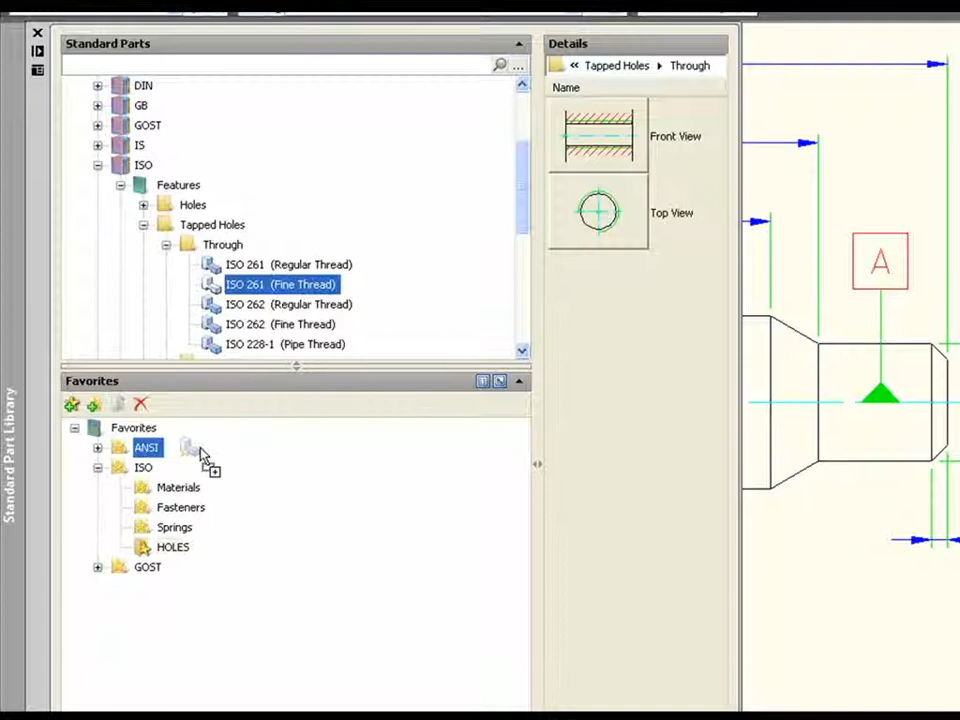 Standard Parts
...
DIN
GB
GOST
IS
ISO
Features
Holes
Tapped Holes
Through
ISO 261 (Regular Thread)
ISO 261 (Fine Thread)
ISO 262 (Regular Thread)
ISO 262 (Fine Thread)
ISO 228-1 (Pipe Thread)
Favorites
Favorites
ANSI
ISO
Materials
Fasteners
Springs
HOLES
GOST
Details
« Tapped Holes ▸ Through
Name
Front View
Top View
A
Standard Part Library